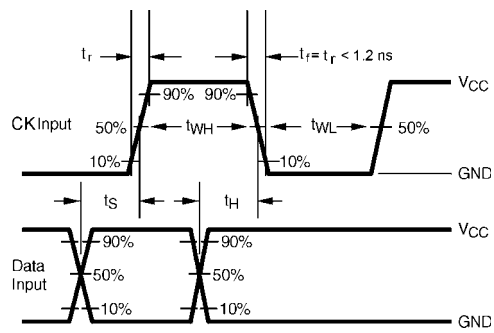 tr
tf = tr < 1.2 ns
VCC
90% 90%
CK Input
50%
tWH
tWL
50%
10%
10%
GND
tS
tH
VCC
90%
90%
Data
Input
50%
50%
10%
10%
GND